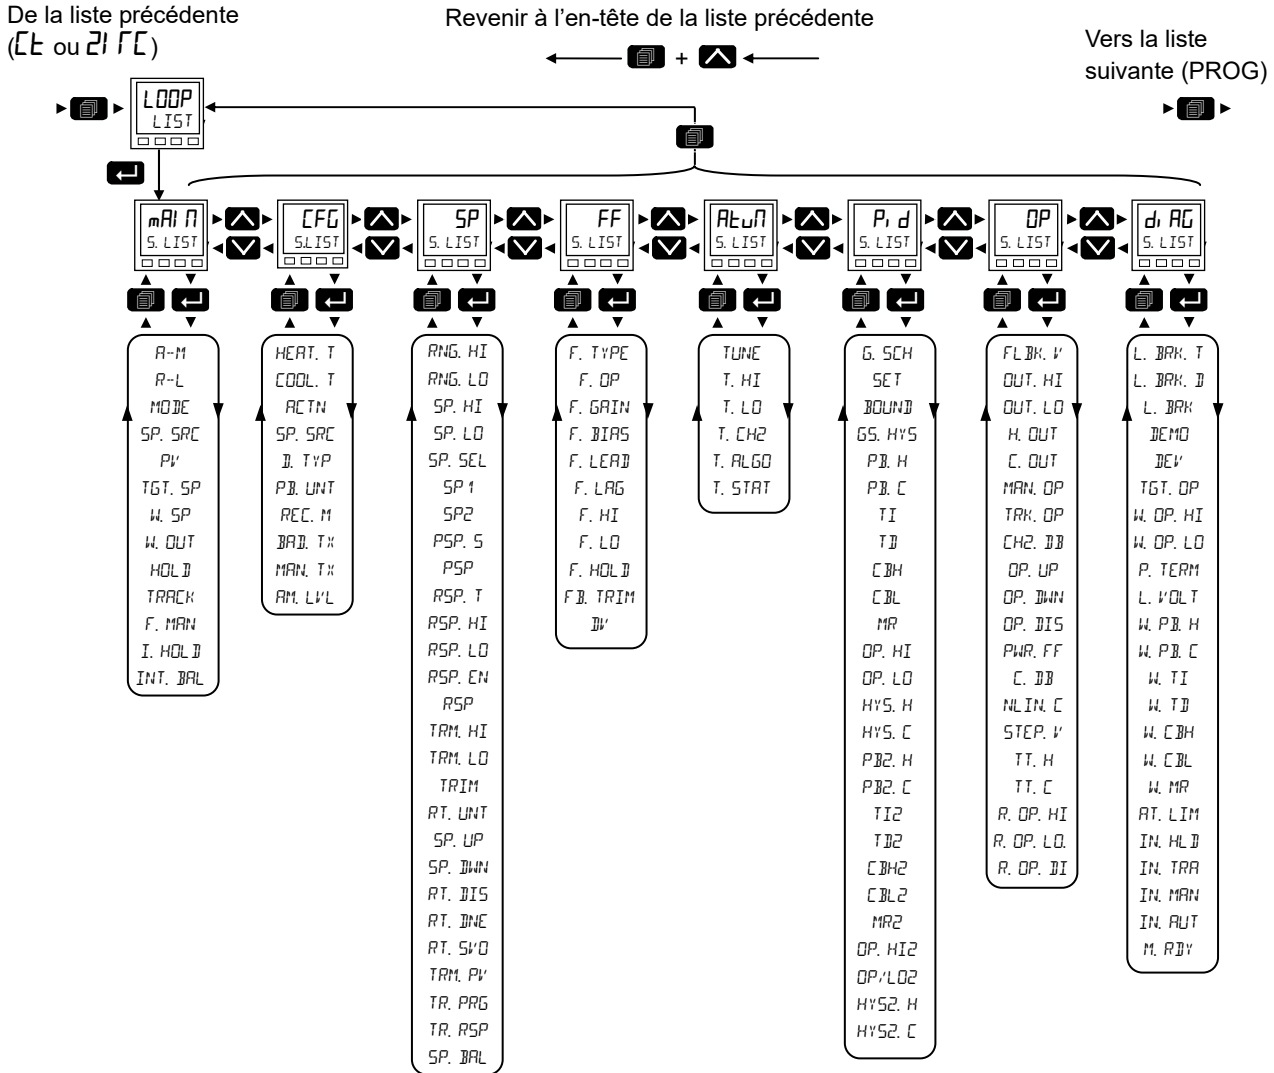 De la liste précédente
(Ct ou 21 TC)
Revenir à l'en-tête de la liste précédente
+
Vers la liste
suivante (PROG)
LOOP
LIST
mAIN
S. LIST
CFG
S.LIST
SP
S. LIST
FF
S. LIST
AtuN
S. LIST
Pid
S. LIST
OP
S. LIST
diAG
S. LIST
A-M
R-L
MODE
SP. SRC
PV
TGT. SP
W. SP
W. OUT
HOLD
TRACK
F. MAN
I. HOLD
INT. BAL
HEAT. T
COOL. T
ACTN
SP. SRC
D. TYP
PB. UNT
REC. M
BAD. TX
MAN. TX
AM. LVL
RNG. HI
RNG. LO
SP. HI
SP. LO
SP. SEL
SP1
SP2
PSP. S
PSP
RSP. T
RSP. HI
RSP. LO
RSP. EN
RSP
TRM. HI
TRM. LO
TRIM
RT. UNT
SP. UP
SP. DWN
RT. DIS
RT. DNE
RT. SVO
TRM. PV
TR. PRG
TR. RSP
SP. BAL
F. TYPE
F. OP
F. GAIN
F. BIAS
F. LEAD
F. LAG
F. HI
F. LO
F. HOLD
FB. TRIM
DV
TUNE
T. HI
T. LO
T. CH2
T. ALGO
T. STAT
G. SCH
SET
BOUND
GS. HYS
PB. H
PB. C
TI
TD
CBH
CBL
MR
OP. HI
OP. LO
HYS. H
HYS. C
PB2. H
PB2. C
TI2
TD2
CBH2
CBL2
MR2
OP. HI2
OP/LO2
HYS2. H
HYS2. C
FLBK. V
OUT. HI
OUT. LO
H. OUT
C. OUT
MAN. OP
TRK. OP
CH2. DB
OP. UP
OP. DWN
OP. DIS
PWR. FF
C. DB
NLIN. C
STEP. V
TT. H
TT. C
R. OP. HI
R. OP. LO.
R. OP. DI
L. BRK. T
L. BRK. D
L. BRK
DEMO
DEV
TGT. OP
W. OP. HI
W. OP. LO
P. TERM
L. VOLT
W. PB. H
W. PB. C
W. TI
W. TD
W. CBH
W. CBL
W. MR
AT. LIM
IN. HLD
IN. TRA
IN. MAN
IN. AUT
M. RDY